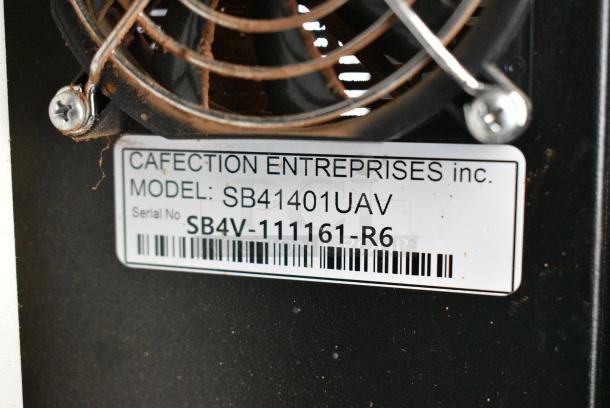 CAFECTION ENTREPRISES inc.
MODEL: SB41401UAV
Serial No SB4V-111161-R6